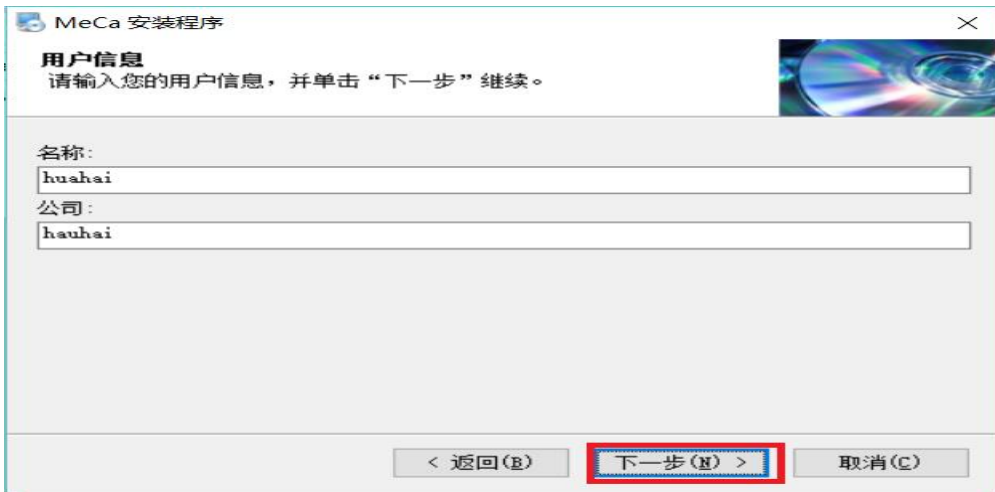 MeCa 安装程序
用户信息
请输入您的用户信息，并单击“下一步”继续。
名称:
huahai
公司:
hauhai
< 返回(B)
下一步(N) >
取消(C)